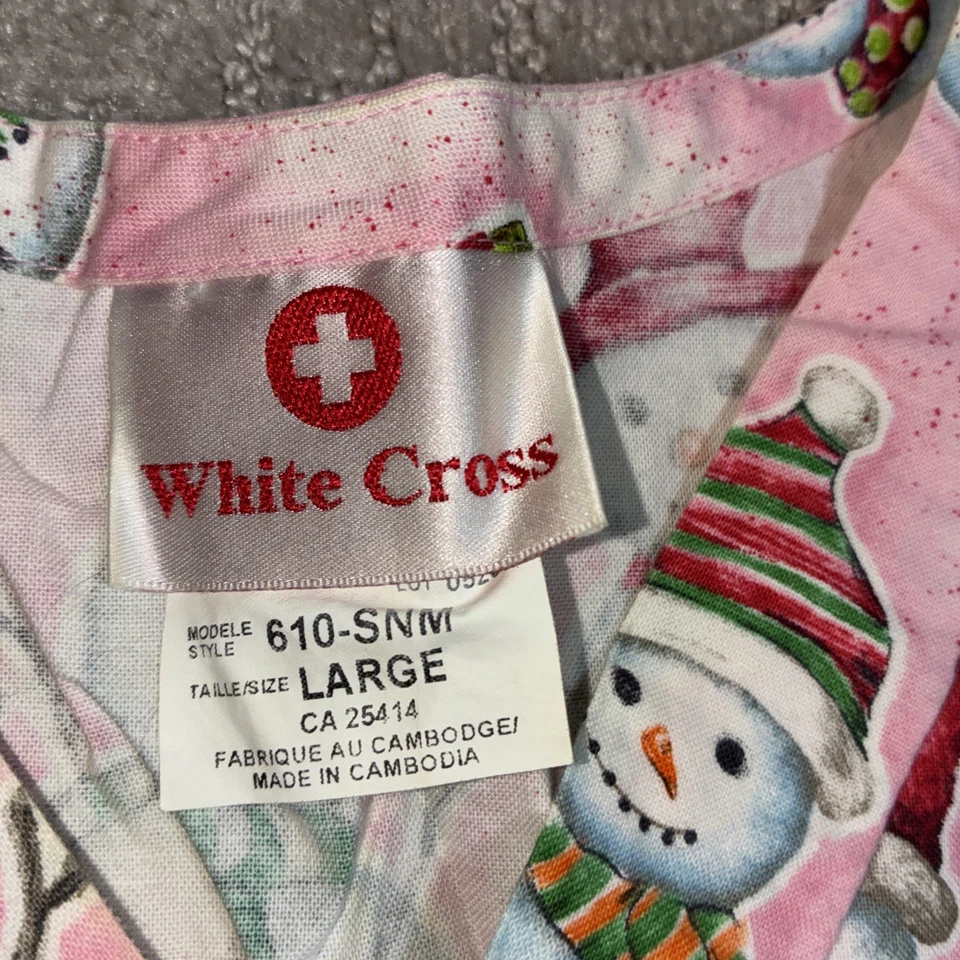 White Cross
MODELE 610-SNM
STYLE
TAILLE/SIZE LARGE
CA 25414
FABRIQUE AU CAMBODGE/
MADE IN CAMBODIA